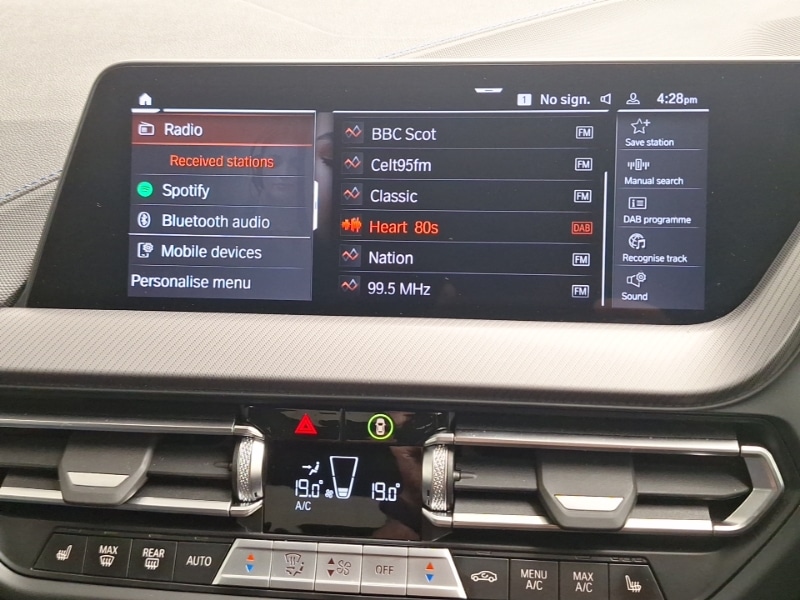 1 No sign. 4:28pm
Radio
Received stations
Spotify
Bluetooth audio
Mobile devices
Personalise menu
BBC Scot FM
Celt95fm FM
Classic FM
Heart 80s DAB
Nation FM
99.5 MHz FM
Save station
Manual search
DAB programme
Recognise track
Sound
19.0° 19.0°
A/C
MAX
REAR
AUTO
OFF
MENU
A/C
MAX
A/C